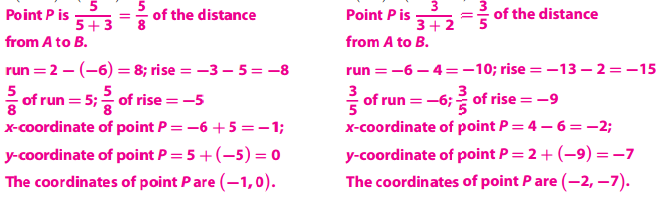 Point P is 5/(5 + 3) = 5/8 of the distance
from A to B.
run = 2 − (−6) = 8; rise = −3 − 5 = −8
5/8 of run = 5; 5/8 of rise = −5
x-coordinate of point P = −6 + 5 = −1;
y-coordinate of point P = 5 + (−5) = 0
The coordinates of point P are (−1, 0).
Point P is 3/(3 + 2) = 3/5 of the distance
from A to B.
run = −6 − 4 = −10; rise = −13 − 2 = −15
3/5 of run = −6; 3/5 of rise = −9
x-coordinate of point P = 4 − 6 = −2;
y-coordinate of point P = 2 + (−9) = −7
The coordinates of point P are (−2, −7).